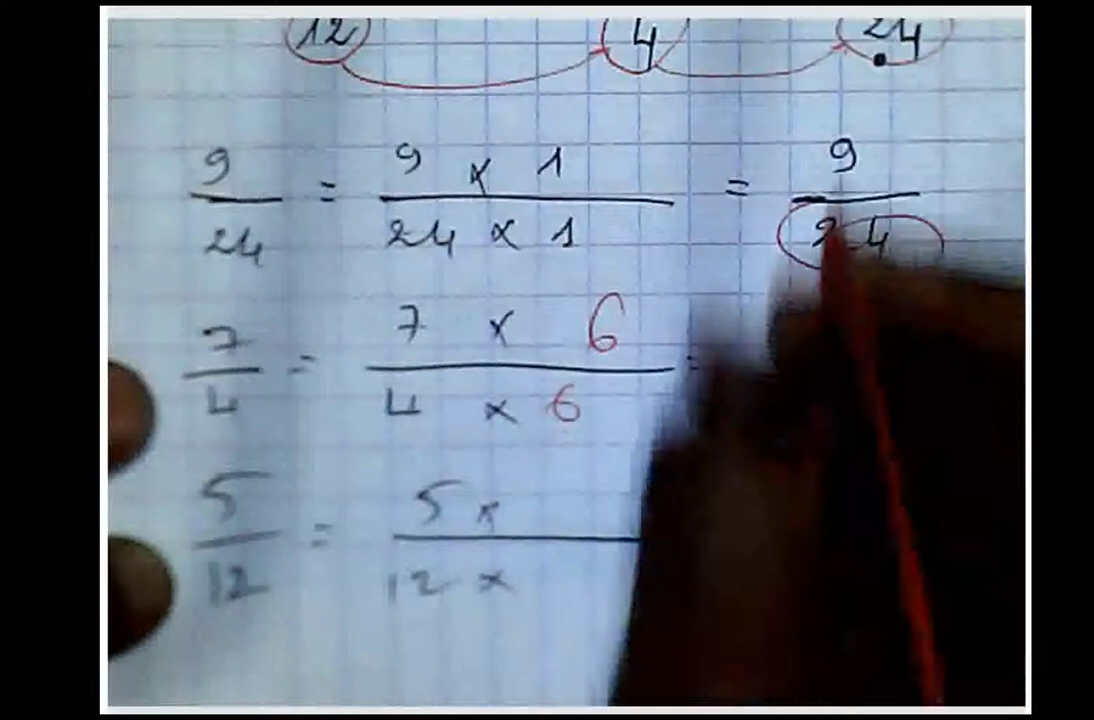 12 4 24
9/24 = 9 x 1 / 24 x 1 = 9/24
7/4 = 7 x 6 / 4 x 6 =
5/12 = 5 x / 12 x